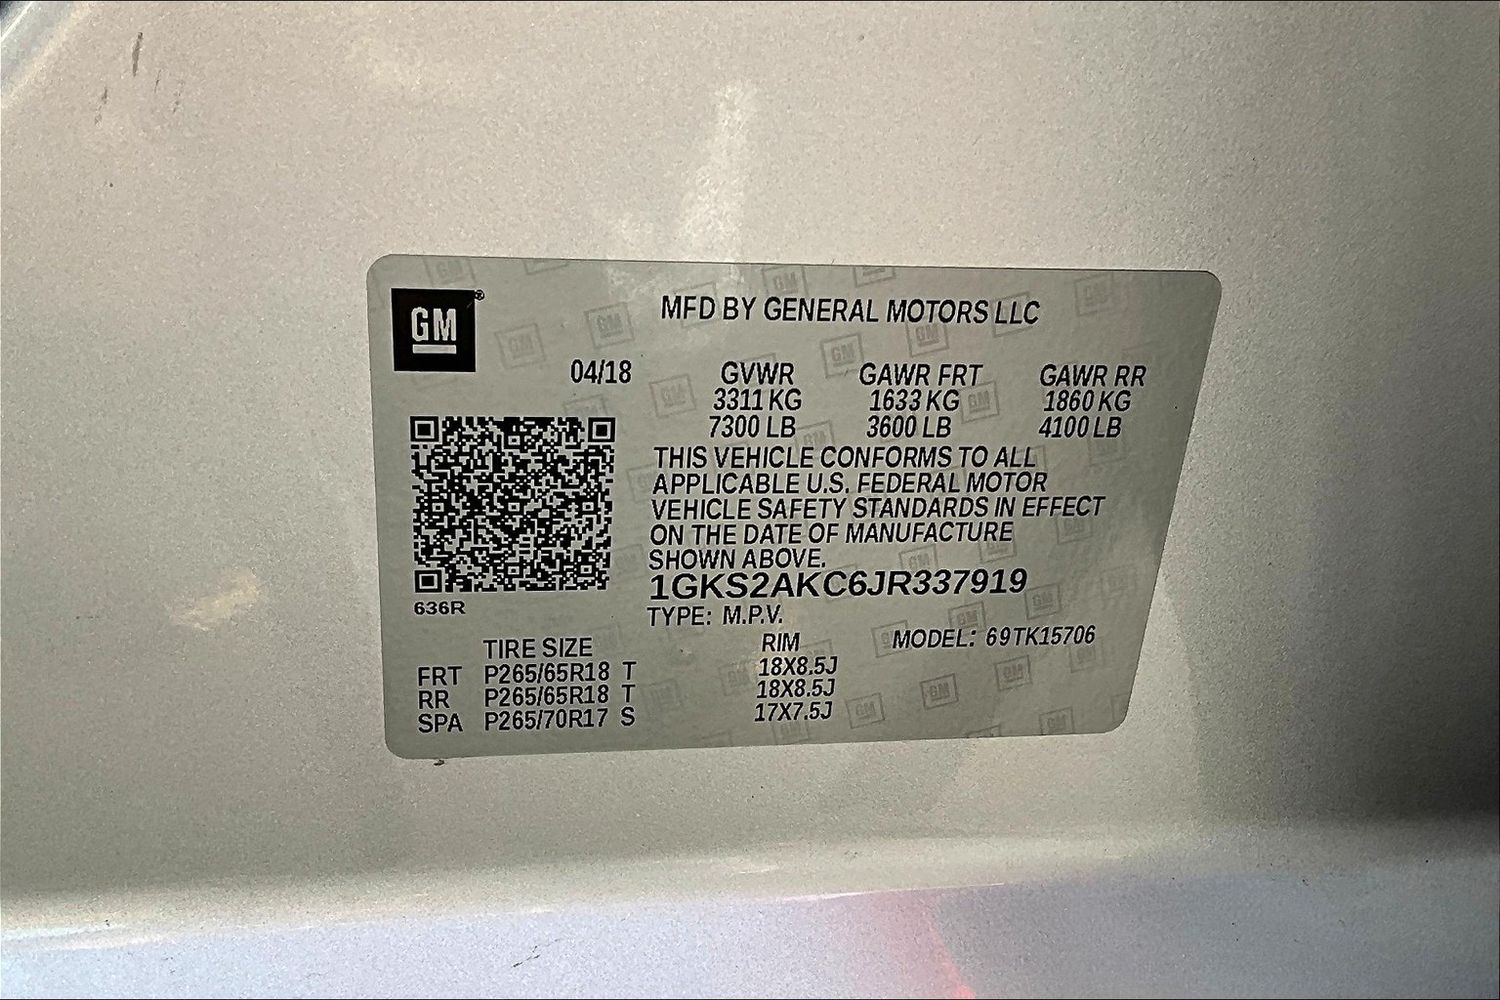 GM®
MFD BY GENERAL MOTORS LLC
04/18 GVWR GAWR FRT GAWR RR
3311 KG 1633 KG 1860 KG
7300 LB 3600 LB 4100 LB
THIS VEHICLE CONFORMS TO ALL
APPLICABLE U.S. FEDERAL MOTOR
VEHICLE SAFETY STANDARDS IN EFFECT
ON THE DATE OF MANUFACTURE
SHOWN ABOVE.
1GKS2AKC6JR337919
636R
TYPE: M.P.V.
TIRE SIZE RIM MODEL: 69TK15706
FRT P265/65R18 T 18X8.5J
RR P265/65R18 T 18X8.5J
SPA P265/70R17 S 17X7.5J